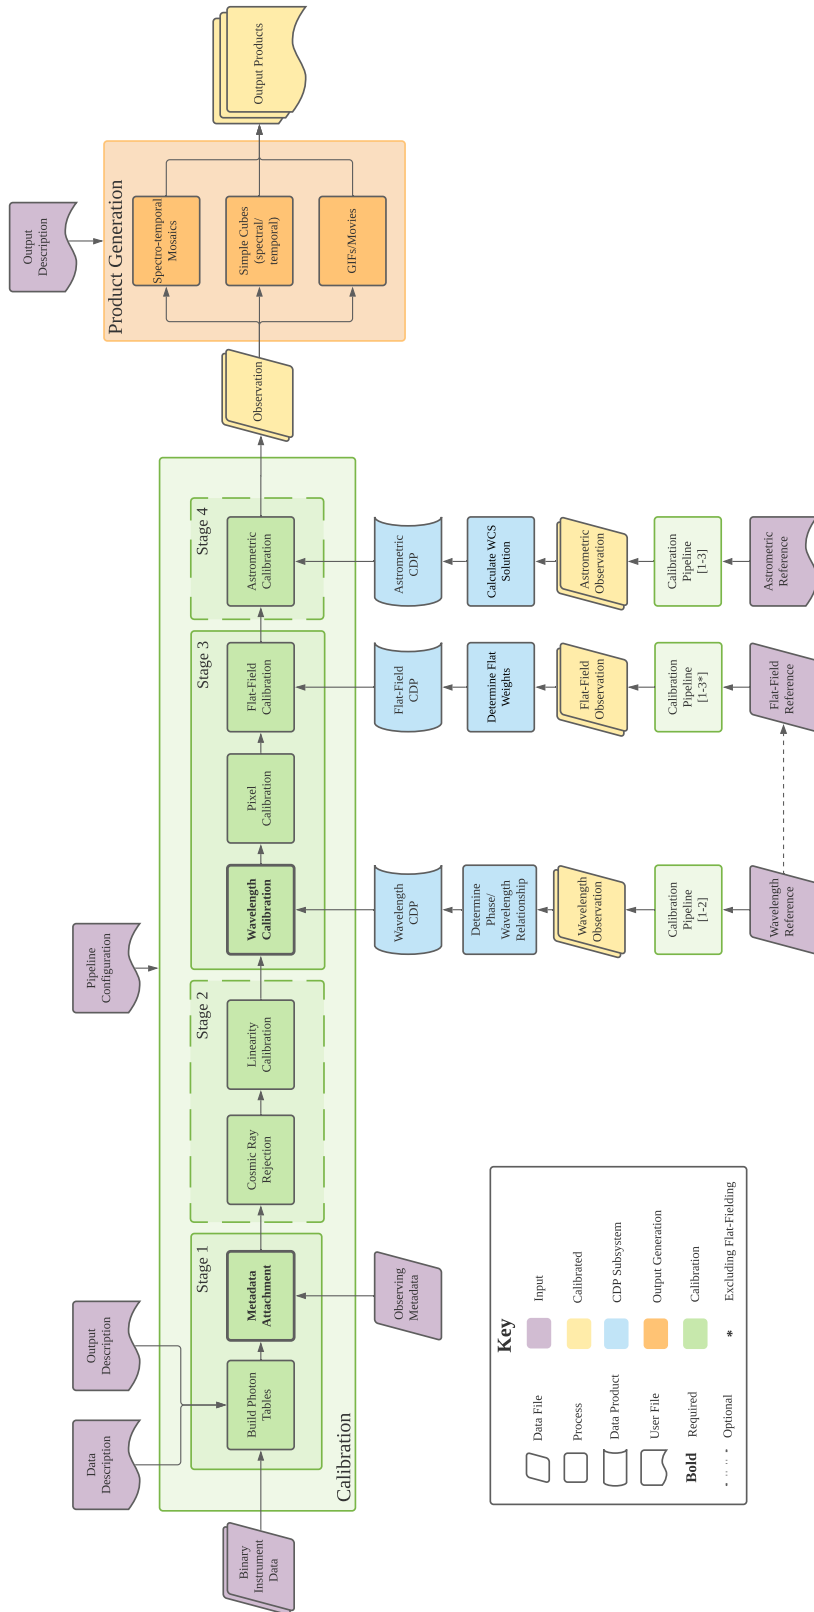 Data
Description
Output
Description
Pipeline
Configuration
Output
Description
Binary
Instrument
Data
Calibration
Stage 1
Build Photon
Tables
Metadata
Attachment
Stage 2
Cosmic Ray
Rejection
Linearity
Calibration
Stage 3
Wavelength
Calibration
Pixel
Calibration
Flat-Field
Calibration
Stage 4
Astrometric
Calibration
Observation
Product Generation
Spectro-temporal
Mosaics
Simple Cubes
(spectral/
temporal)
GIFs/Movies
Output Products
Observing
Metadata
Wavelength
CDP
Determine
Phase/
Wavelength
Relationship
Wavelength
Observation
Calibration
Pipeline
[1-2]
Wavelength
Reference
Flat-Field
CDP
Determine Flat
Weights
Flat-Field
Observation
Calibration
Pipeline
[1-3*]
Flat-Field
Reference
Astrometric
CDP
Calculate WCS
Solution
Astrometric
Observation
Calibration
Pipeline
[1-3]
Astrometric
Reference
Key
Data File
Input
Process
Calibrated
Data Product
CDP Subsystem
User File
Output Generation
Bold
Required
Calibration
Optional
* Excluding Flat-Fielding